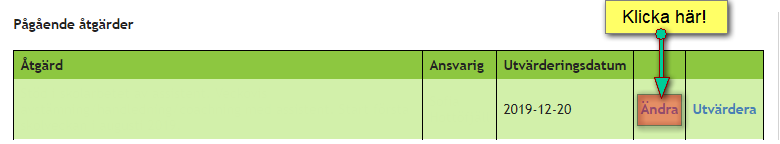 Klicka här!
Pågående åtgärder
Åtgärd Ansvarig Utvärderingsdatum
2019-12-20 Ändra Utvärdera